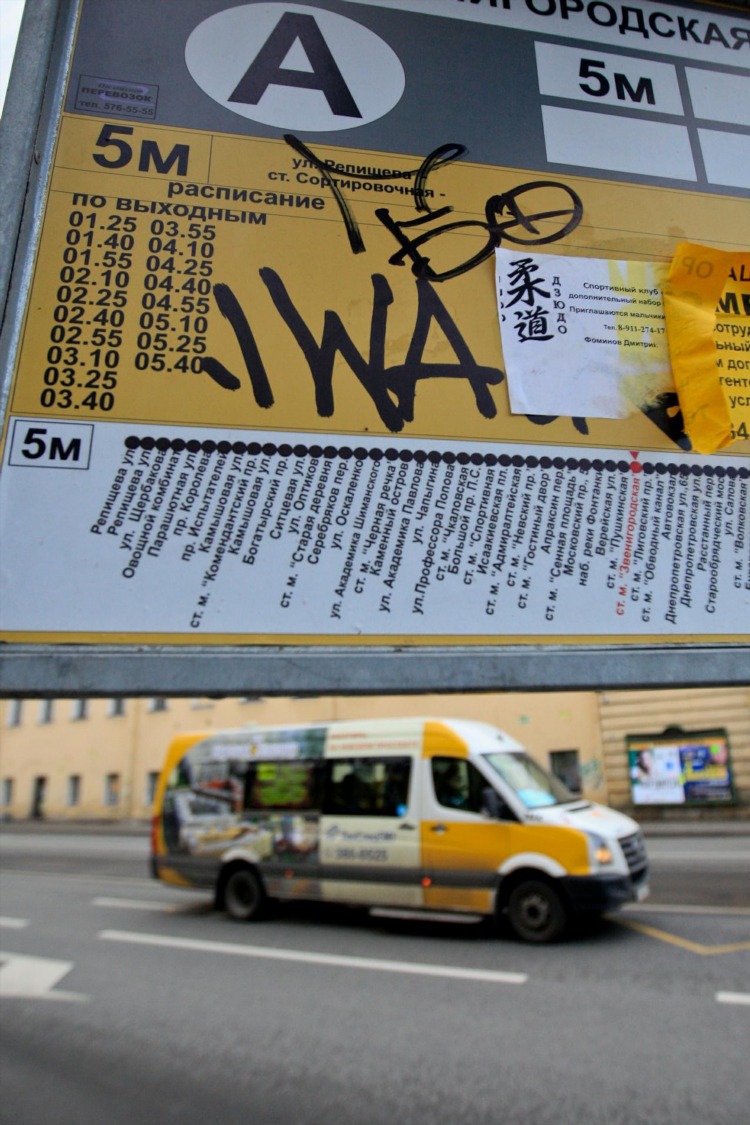 А
ИГОРОДСКАЯ
5м
ПЕРЕВОЗОК
тел. 576-55-55
5м
ул. Репищева
ст. Сортировочная -
расписание
по выходным
01.25 03.55
01.40 04.10
01.55 04.25
02.10 04.40
02.25 04.55
02.40 05.10
02.55 05.25
03.10 05.40
03.25
03.40
柔道
ДЗЮДО
Спортивный клуб
дополнительный набор
Приглашаются мальчики
Тел. 8-911-274-17
Фоминов Дмитрий
5м
Репищева ул.
Репищева ул.
ул. Щербакова
Овощной комбинат
Парашютная ул.
пр. Королева
пр. Испытателей
Камышовая ул.
ст. м. "Комендантский пр."
Камышовая ул.
Богатырский пр.
Ситцевая ул.
ул. Оптиков
ст. м. "Старая деревня"
Серебряков пер.
ул. Оскаленко
ул. Академика Шиманского
ст. м. "Черная речка"
Каменный остров
ул. Академика Павлова
ул. Чапыгина
ул. Профессора Попова
ст. м. "Чкаловская"
Большой пр. П.С.
ст. м. "Спортивная"
Исаакиевская пл.
ст. м. "Адмиралтейская"
ст. м. "Невский пр."
ст. м. "Гостиный двор"
Апраксин пер.
ст. м. "Сенная площадь"
Московский пр.,
наб. реки Фонтанки
Верейская ул.
ст. м. "Пушкинская"
ст. м. "Звенигородская"
ст. м. "Лиговский пр."
ст. м. "Обводный канал"
Автовокзал
Днепропетровская ул. 65
Днепропетровская ул.
Расстанный пер.
Старообрядческий мост
ул. Салова
ст. м. "Волковская"